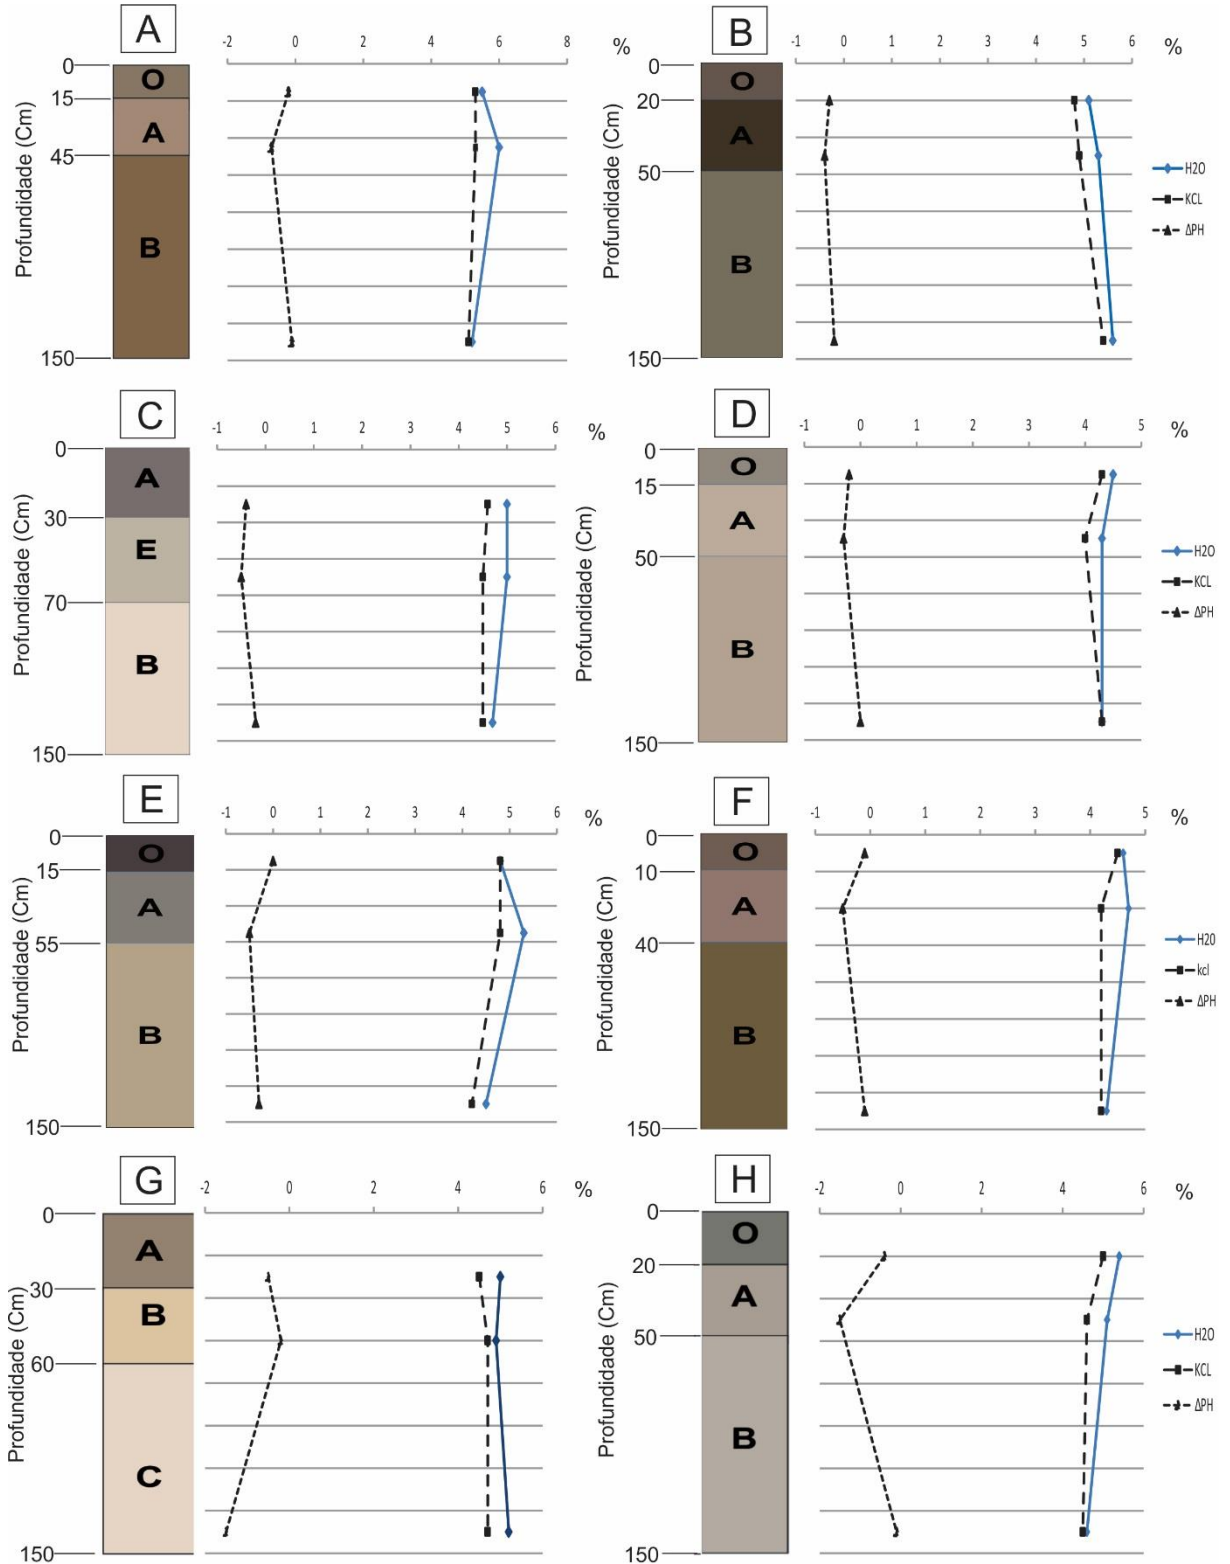 A
-2 0 2 4 6 8 %
Profundidade (Cm)
0
15
45
150
O
A
B
B
-1 0 1 2 3 4 5 6 %
Profundidade (Cm)
0
20
50
150
O
A
B
H2O
KCL
ΔPH
C
-1 0 1 2 3 4 5 6 %
Profundidade (Cm)
0
30
70
150
A
E
B
D
-1 0 1 2 3 4 5 %
Profundidade (Cm)
0
15
50
150
O
A
B
H2O
KCL
ΔPH
E
-1 0 1 2 3 4 5 6 %
Profundidade (Cm)
0
15
55
150
O
A
B
F
-1 0 1 2 3 4 5 %
Profundidade (Cm)
0
10
40
150
O
A
B
H20
kcl
ΔPH
G
-2 0 2 4 6 %
Profundidade (Cm)
0
30
60
150
A
B
C
H
-2 0 2 4 6 %
Profundidade (Cm)
0
20
50
150
O
A
B
H2O
KCL
ΔPH